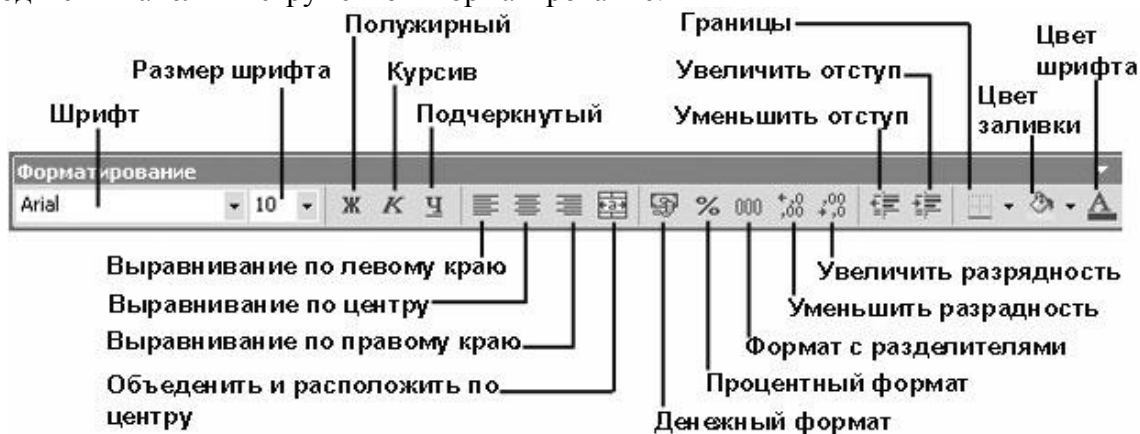 Полужирный
Границы
Цвет
шрифта
Размер шрифта
Курсив
Увеличить отступ
Цвет
заливки
Шрифт
Подчеркнутый
Уменьшить отступ
Форматирование
Arial 10 Ж К Ч % 000
Выравнивание по левому краю
Увеличить разрядность
Выравнивание по центру
Уменьшить разрадность
Выравнивание по правому краю
Формат с разделителями
Объеденить и расположить по
центру
Процентный формат
Денежный формат